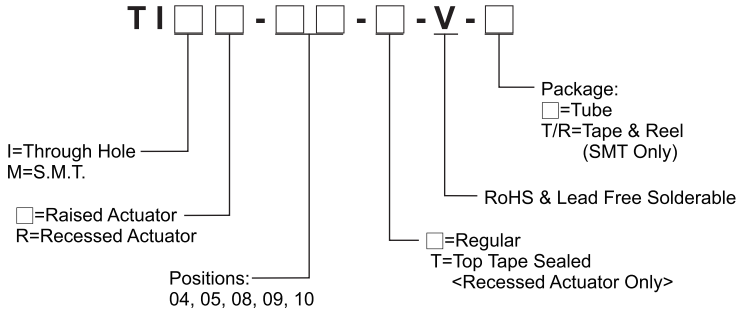 TI□□-□□-□-V-□
Package:
□=Tube
T/R=Tape & Reel
(SMT Only)
I=Through Hole
M=S.M.T.
RoHS & Lead Free Solderable
□=Raised Actuator
R=Recessed Actuator
□=Regular
T=Top Tape Sealed
<Recessed Actuator Only>
Positions:
04, 05, 08, 09, 10